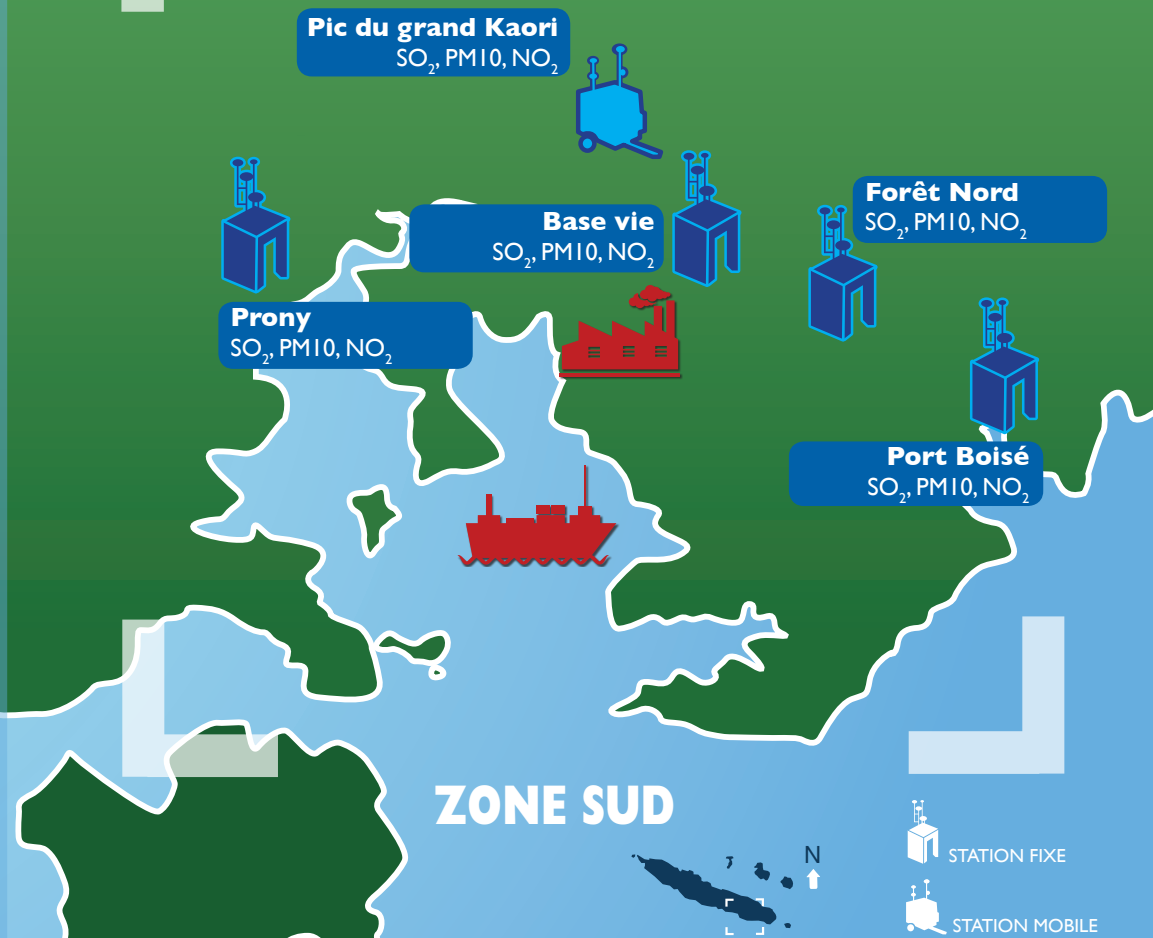 Pic du grand Kaori
SO₂, PM10, NO₂
Forêt Nord
SO₂, PM10, NO₂
Base vie
SO₂, PM10, NO₂
Prony
SO₂, PM10, NO₂
Port Boisé
SO₂, PM10, NO₂
ZONE SUD
N
STATION FIXE
STATION MOBILE